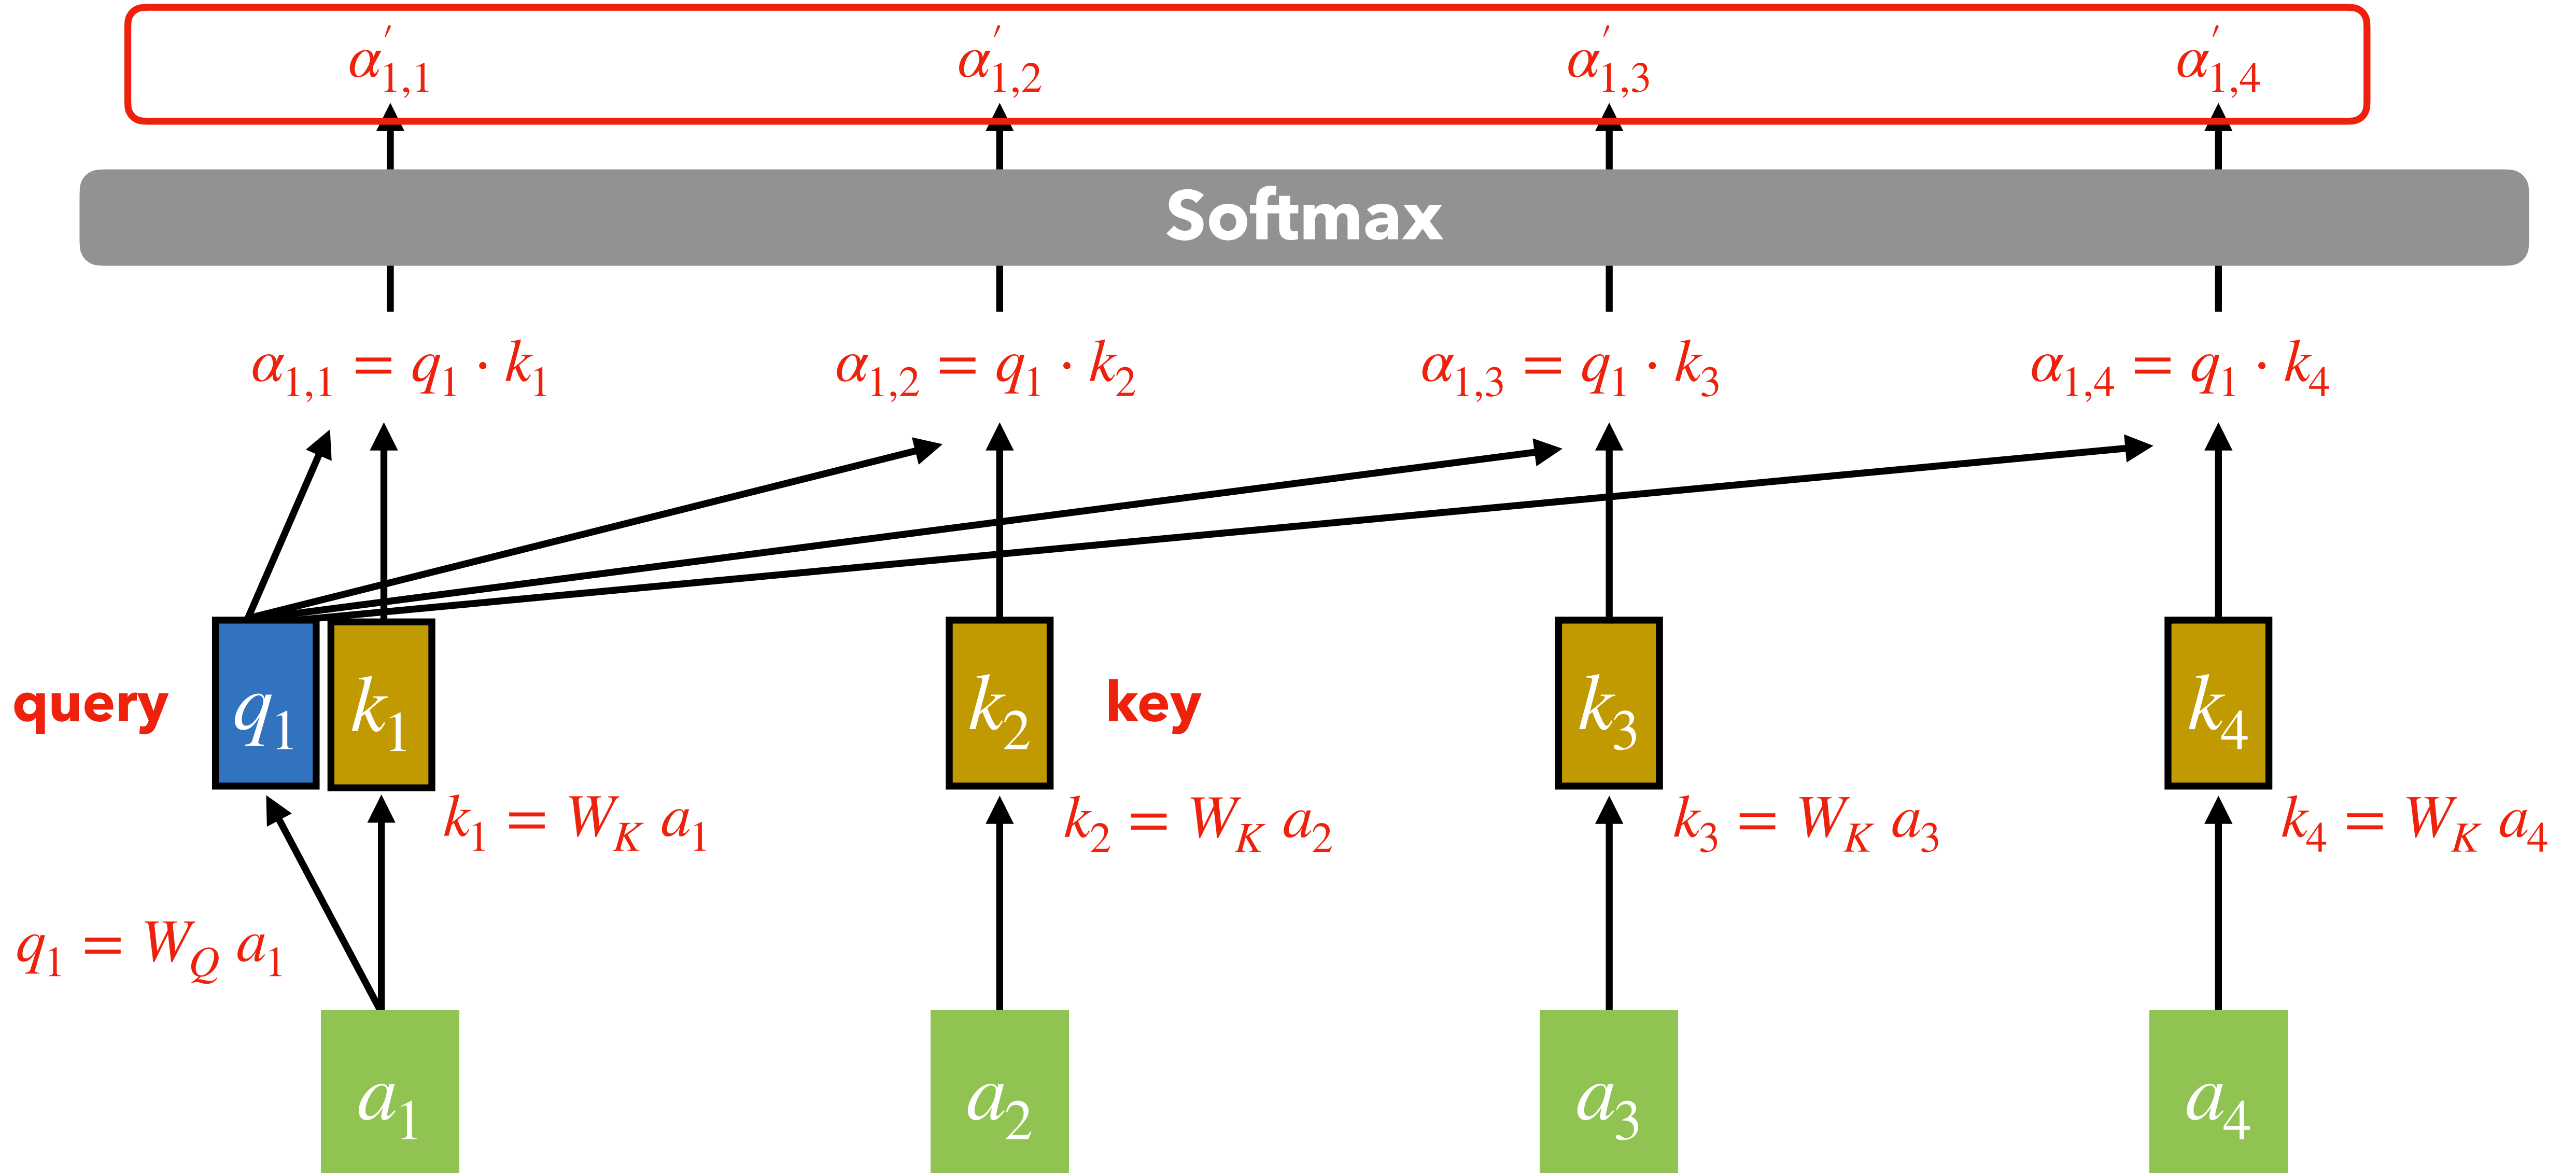 α′1,1 α′1,2 α′1,3 α′1,4
Softmax
α1,1 = q1 · k1 α1,2 = q1 · k2 α1,3 = q1 · k3 α1,4 = q1 · k4
query q1 k1 k2 key k3 k4
k1 = WK a1 k2 = WK a2 k3 = WK a3 k4 = WK a4
q1 = WQ a1
a1 a2 a3 a4